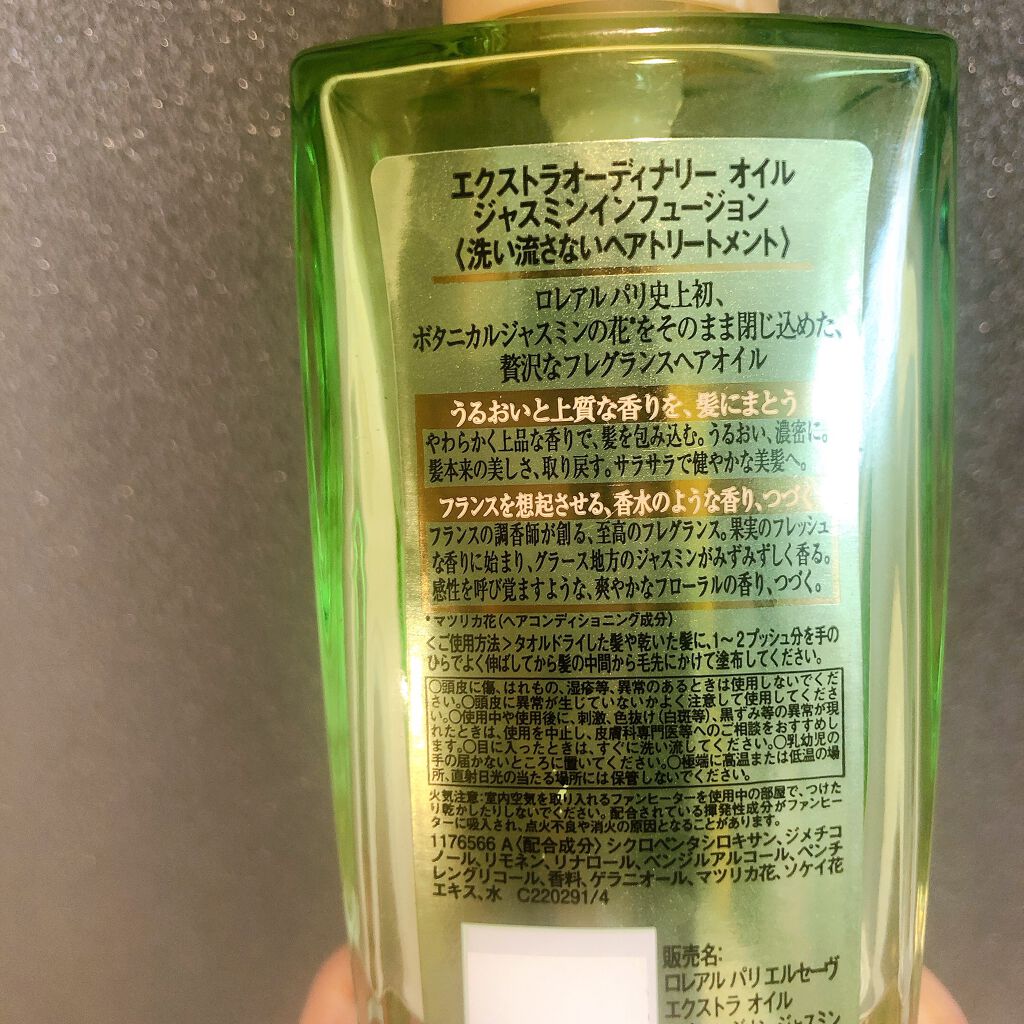 エクストラオーディナリー オイル
ジャスミンインフュージョン
〈洗い流さないヘアトリートメント〉
ロレアル パリ史上初、
ボタニカルジャスミンの花*をそのまま閉じ込めた、
贅沢なフレグランスヘアオイル
うるおいと上質な香りを、髪にまとう
やわらかく上品な香りで、髪を包み込む。うるおい、濃密に。
髪本来の美しさ、取り戻す。サラサラで健やかな美髪へ。
フランスを想起させる、香水のような香り、つづく
フランスの調香師が創る、至高のフレグランス。果実のフレッシュ
な香りに始まり、グラース地方のジャスミンがみずみずしく香る。
感性を呼び覚ますような、爽やかなフローラルの香り、つづく。
*マツリカ花(ヘアコンディショニング成分)
<ご使用方法>タオルドライした髪や乾いた髪に、1～2プッシュ分を手の
ひらでよく伸ばしてから髪の中間から毛先にかけて塗布してください。
〇頭皮に傷、はれもの、湿疹等、異常のあるときは使用しないでくだ
さい。〇頭皮に異常が生じていないかよく注意して使用してくださ
い。〇使用中や使用後に、刺激、色抜け(白斑等)、黒ずみ等の異常が現
れたときは、使用を中止し、皮膚科専門医等へのご相談をおすすめし
ます。〇目に入ったときは、すぐに洗い流してください。〇乳幼児の
手の届かないところに置いてください。〇極端に高温または低温の場
所、直射日光の当たる場所には保管しないでください。
火気注意：室内空気を取り入れるファンヒーターを使用中の部屋で、つけた
り乾かしたりしないでください。配合されている揮発性成分がファンヒー
ターに吸入され、点火不良や消火の原因となることがあります。
1176566 A〈配合成分〉シクロペンタシロキサン、ジメチコ
ノール、リモネン、リナロール、ベンジルアルコール、ペンチ
レングリコール、香料、ゲラニオール、マツリカ花、ソケイ花
エキス、水 C220291/4
販売名：
ロレアル パリ エルセーヴ
エクストラ オイル